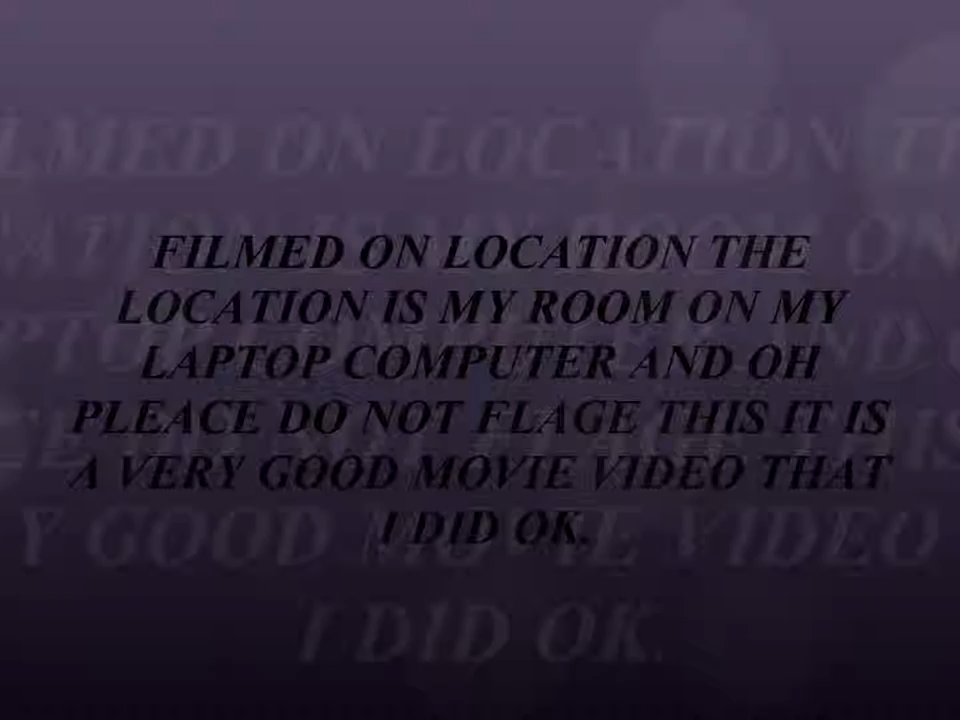 FILMED ON LOCATION THE
LOCATION IS MY ROOM ON MY
LAPTOP COMPUTER AND OH
PLEACE DO NOT FLAGE THIS IT IS
A VERY GOOD MOVIE VIDEO THAT
I DID OK.